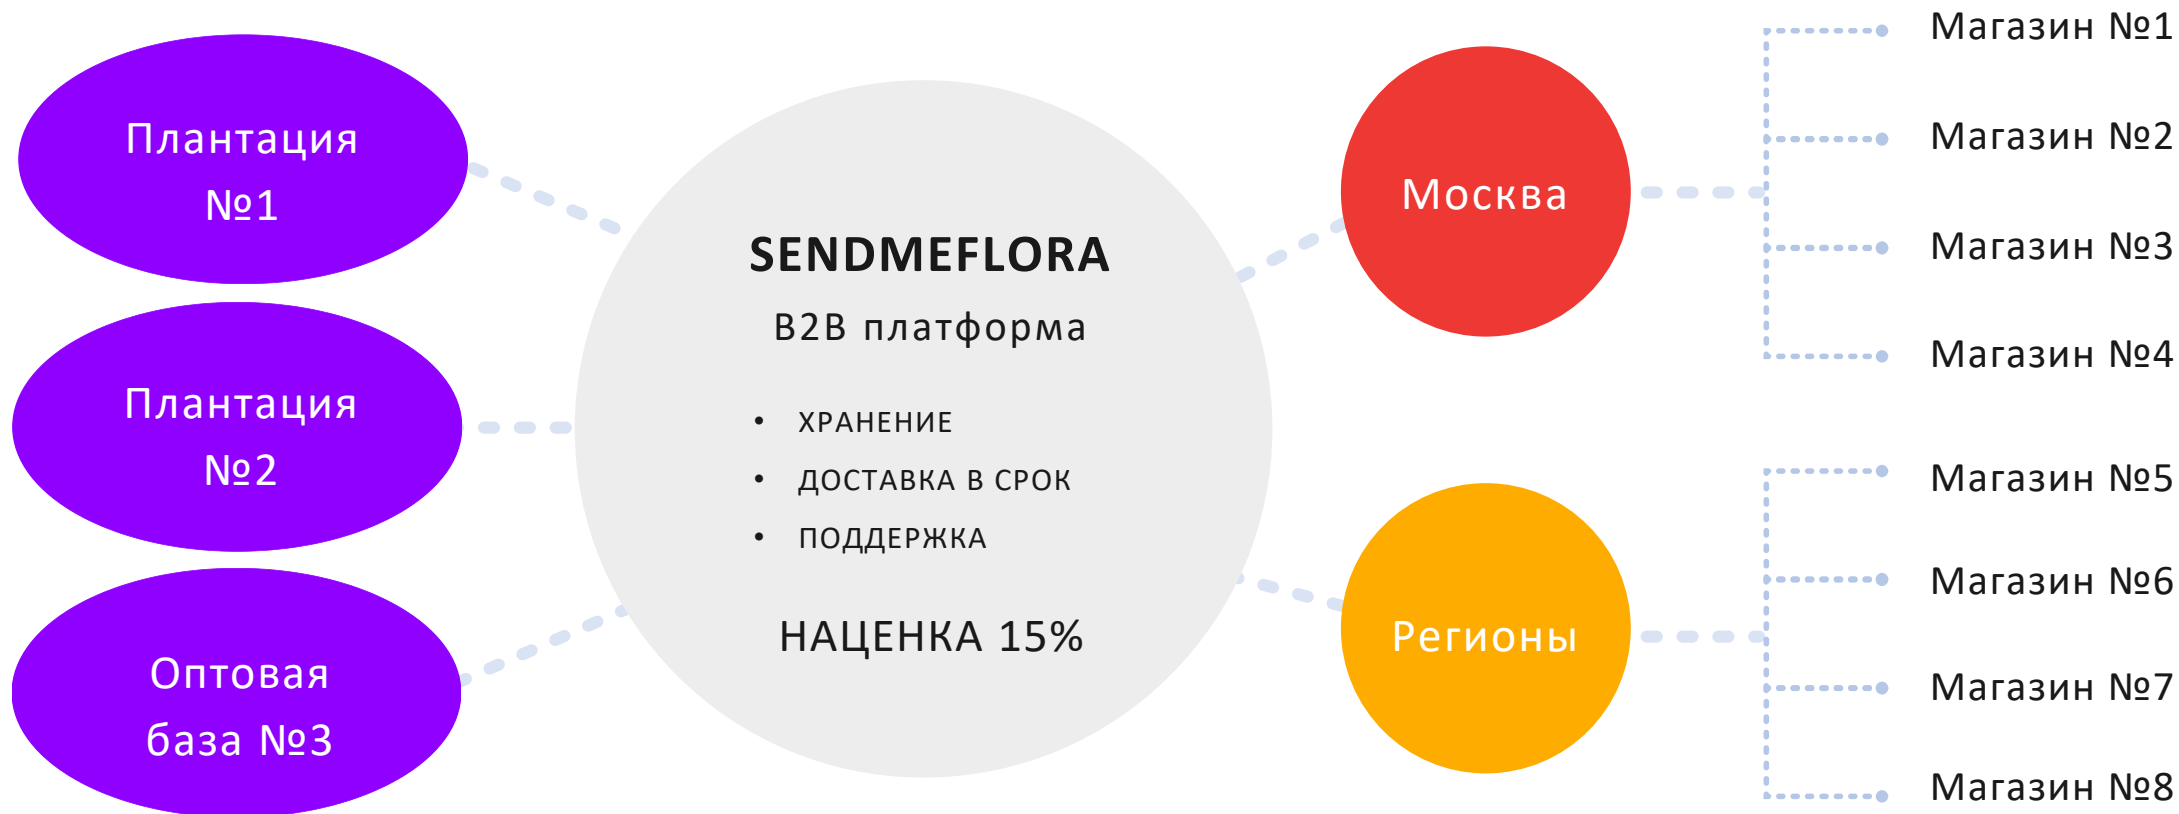 Плантация
№1
Плантация
№2
Оптовая
база №3
SENDMEFLORA
B2B платформа
• ХРАНЕНИЕ
• ДОСТАВКА В СРОК
• ПОДДЕРЖКА
НАЦЕНКА 15%
Москва
Регионы
Магазин №1
Магазин №2
Магазин №3
Магазин №4
Магазин №5
Магазин №6
Магазин №7
Магазин №8